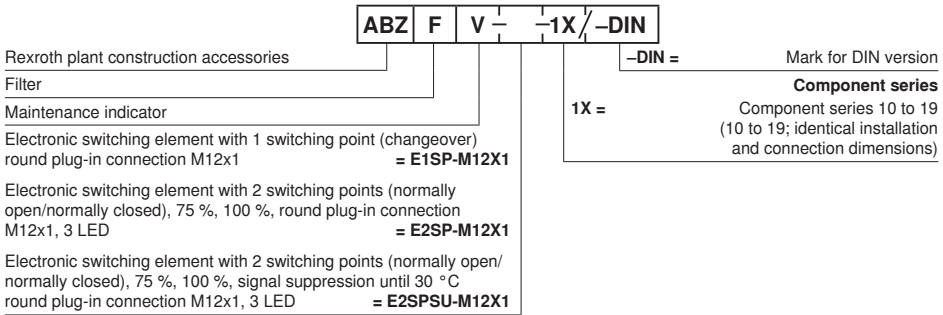 ABZ F V – –1X / –DIN
Rexroth plant construction accessories
Filter
Maintenance indicator
Electronic switching element with 1 switching point (changeover)
round plug-in connection M12x1 = E1SP-M12X1
Electronic switching element with 2 switching points (normally
open/normally closed), 75 %, 100 %, round plug-in connection
M12x1, 3 LED = E2SP-M12X1
Electronic switching element with 2 switching points (normally open/
normally closed), 75 %, 100 %, signal suppression until 30 °C
round plug-in connection M12x1, 3 LED = E2SPSU-M12X1
–DIN = Mark for DIN version
Component series
1X = Component series 10 to 19
(10 to 19; identical installation
and connection dimensions)